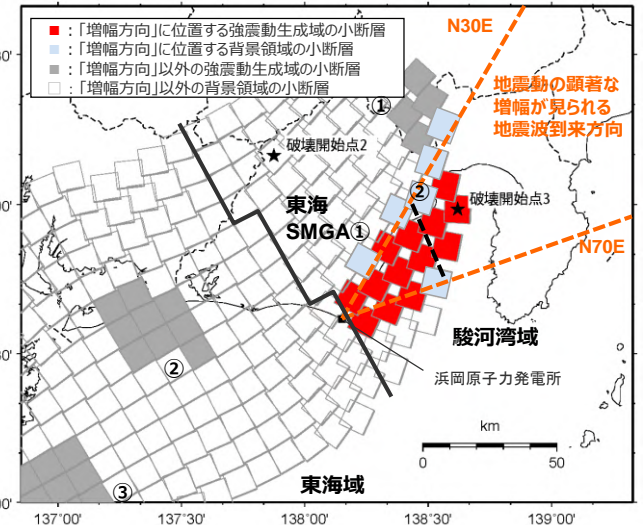 ■：「増幅方向」に位置する強震動生成域の小断層
■：「増幅方向」に位置する背景領域の小断層
■：「増幅方向」以外の強震動生成域の小断層
□：「増幅方向」以外の背景領域の小断層
N30E
地震動の顕著な
増幅が見られる
地震波到来方向
①
★破壊開始点2
②
★破壊開始点3
東海
SMGA①
N70E
駿河湾域
②
浜岡原子力発電所
km
0 50
東海域
③
30'
00'
30'
00'
137°00' 137°30' 138°00' 138°30' 139°00'